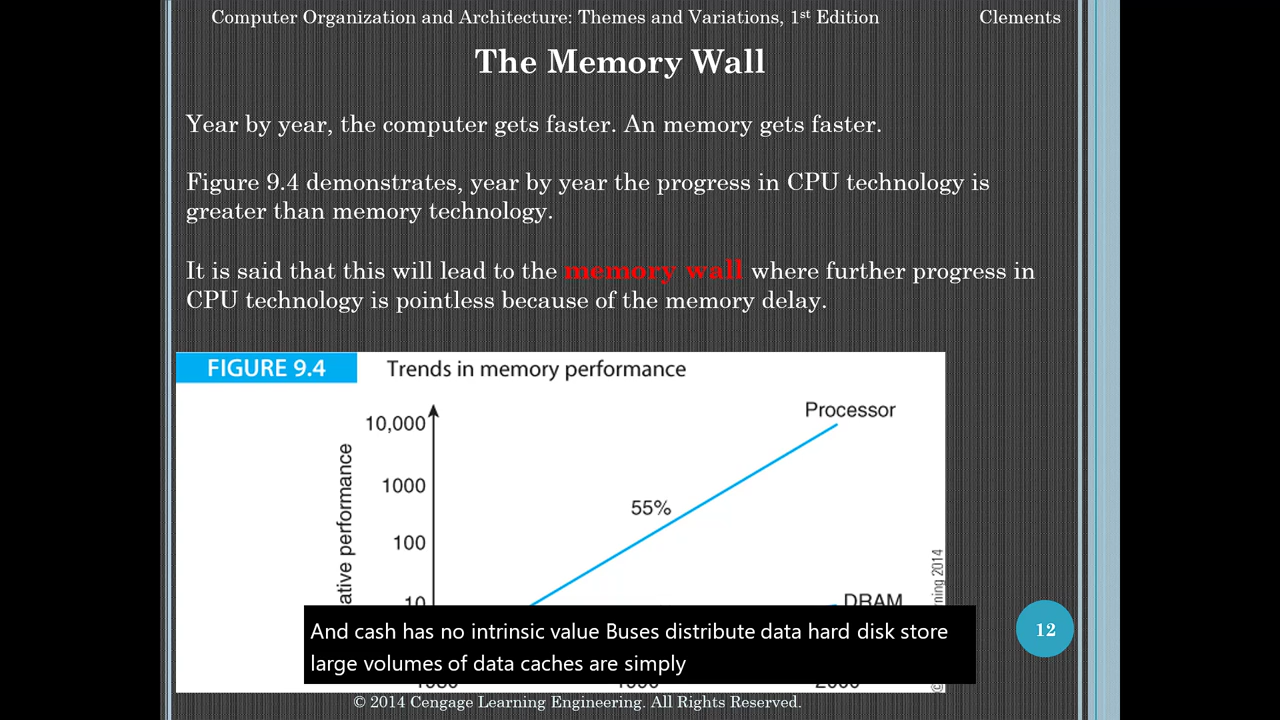 Computer Organization and Architecture: Themes and Variations, 1st Edition Clements
The Memory Wall
Year by year, the computer gets faster. An memory gets faster.
Figure 9.4 demonstrates, year by year the progress in CPU technology is
greater than memory technology.
It is said that this will lead to the memory wall where further progress in
CPU technology is pointless because of the memory delay.
FIGURE 9.4 Trends in memory performance
Processor
10,000
1000
55%
100
10
DRAM
And cash has no intrinsic value Buses distribute data hard disk store
large volumes of data caches are simply
12
© 2014 Cengage Learning Engineering. All Rights Reserved.